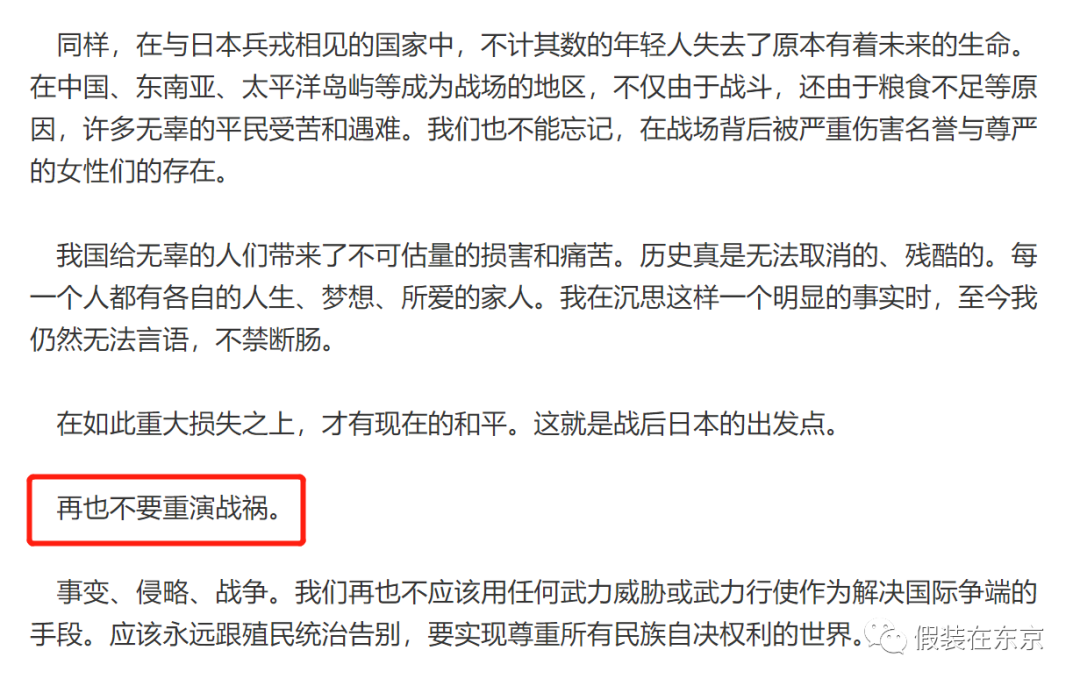 同样，在与日本兵戎相见的国家中，不计其数的年轻人失去了原本有着未来的生命。
在中国、东南亚、太平洋岛屿等成为战场的地区，不仅由于战斗，还由于粮食不足等原
因，许多无辜的平民受苦和遇难。我们也不能忘记，在战场背后被严重伤害名誉与尊严
的女性们的存在。
我国给无辜的人们带来了不可估量的损害和痛苦。历史真是无法取消的、残酷的。每
一个人都有各自的人生、梦想、所爱的家人。我在沉思这样一个明显的事实时，至今我
仍然无法言语，不禁断肠。
在如此重大损失之上，才有现在的和平。这就是战后日本的出发点。
再也不要重演战祸。
事变、侵略、战争。我们再也不应该用任何武力威胁或武力行使作为解决国际争端的
手段。应该永远跟殖民统治告别，要实现尊重所有民族自决权利的世界。
假装在东京